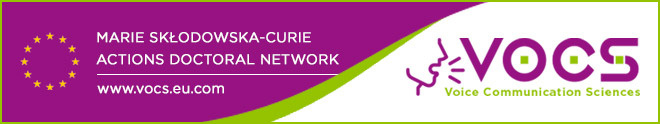 MARIE SKŁODOWSKA-CURIE
ACTIONS DOCTORAL NETWORK
www.vocs.eu.com
VOCS
Voice Communication Sciences